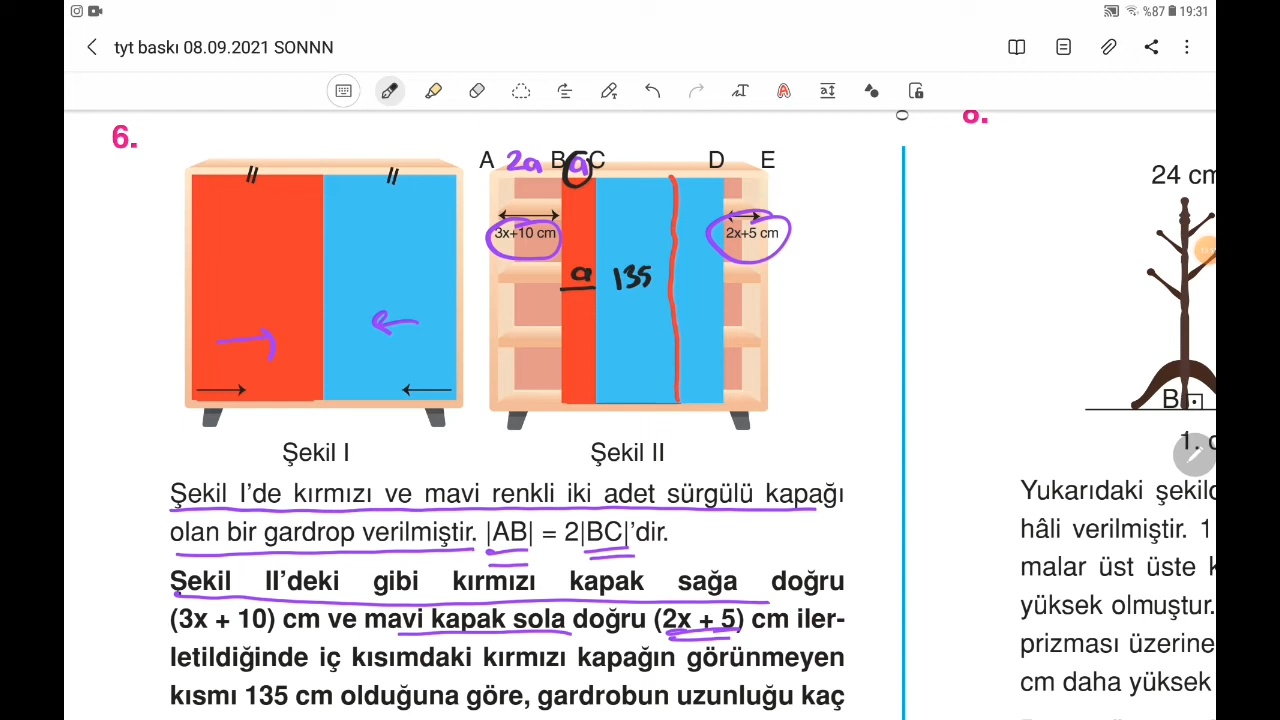 %87 19:31
tyt baskı 08.09.2021 SONNN
6.
8.
A 2a B a C D E
3x+10 cm
2x+5 cm
a 135
Şekil I
Şekil II
Şekil I’de kırmızı ve mavi renkli iki adet sürgülü kapağı
olan bir gardrop verilmiştir. |AB| = 2|BC|’dir.
Şekil II’deki gibi kırmızı kapak sağa doğru
(3x + 10) cm ve mavi kapak sola doğru (2x + 5) cm iler-
letildiğinde iç kısımdaki kırmızı kapağın görünmeyen
kısmı 135 cm olduğuna göre, gardrobun uzunluğu kaç
24 cm
B
1.
Yukarıdaki
hâli verilmiştir. 1
malar üst üste
yüksek olmuştur.
prizması üzerine
cm daha yüksek